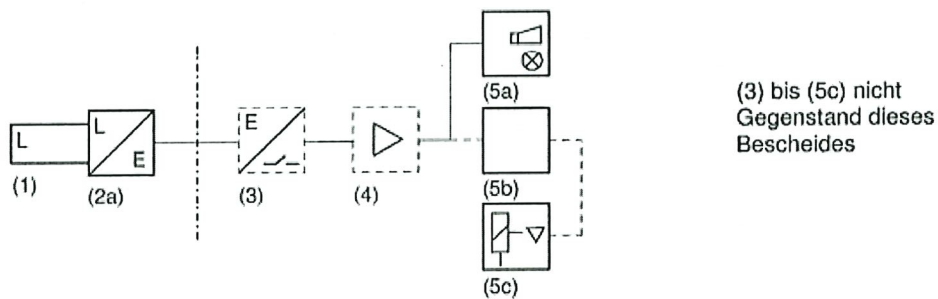 (5a)
(3) bis (5c) nicht
Gegenstand dieses
Bescheides
L
L
E
E
(1)
(2a)
(3)
(4)
(5b)
(5c)